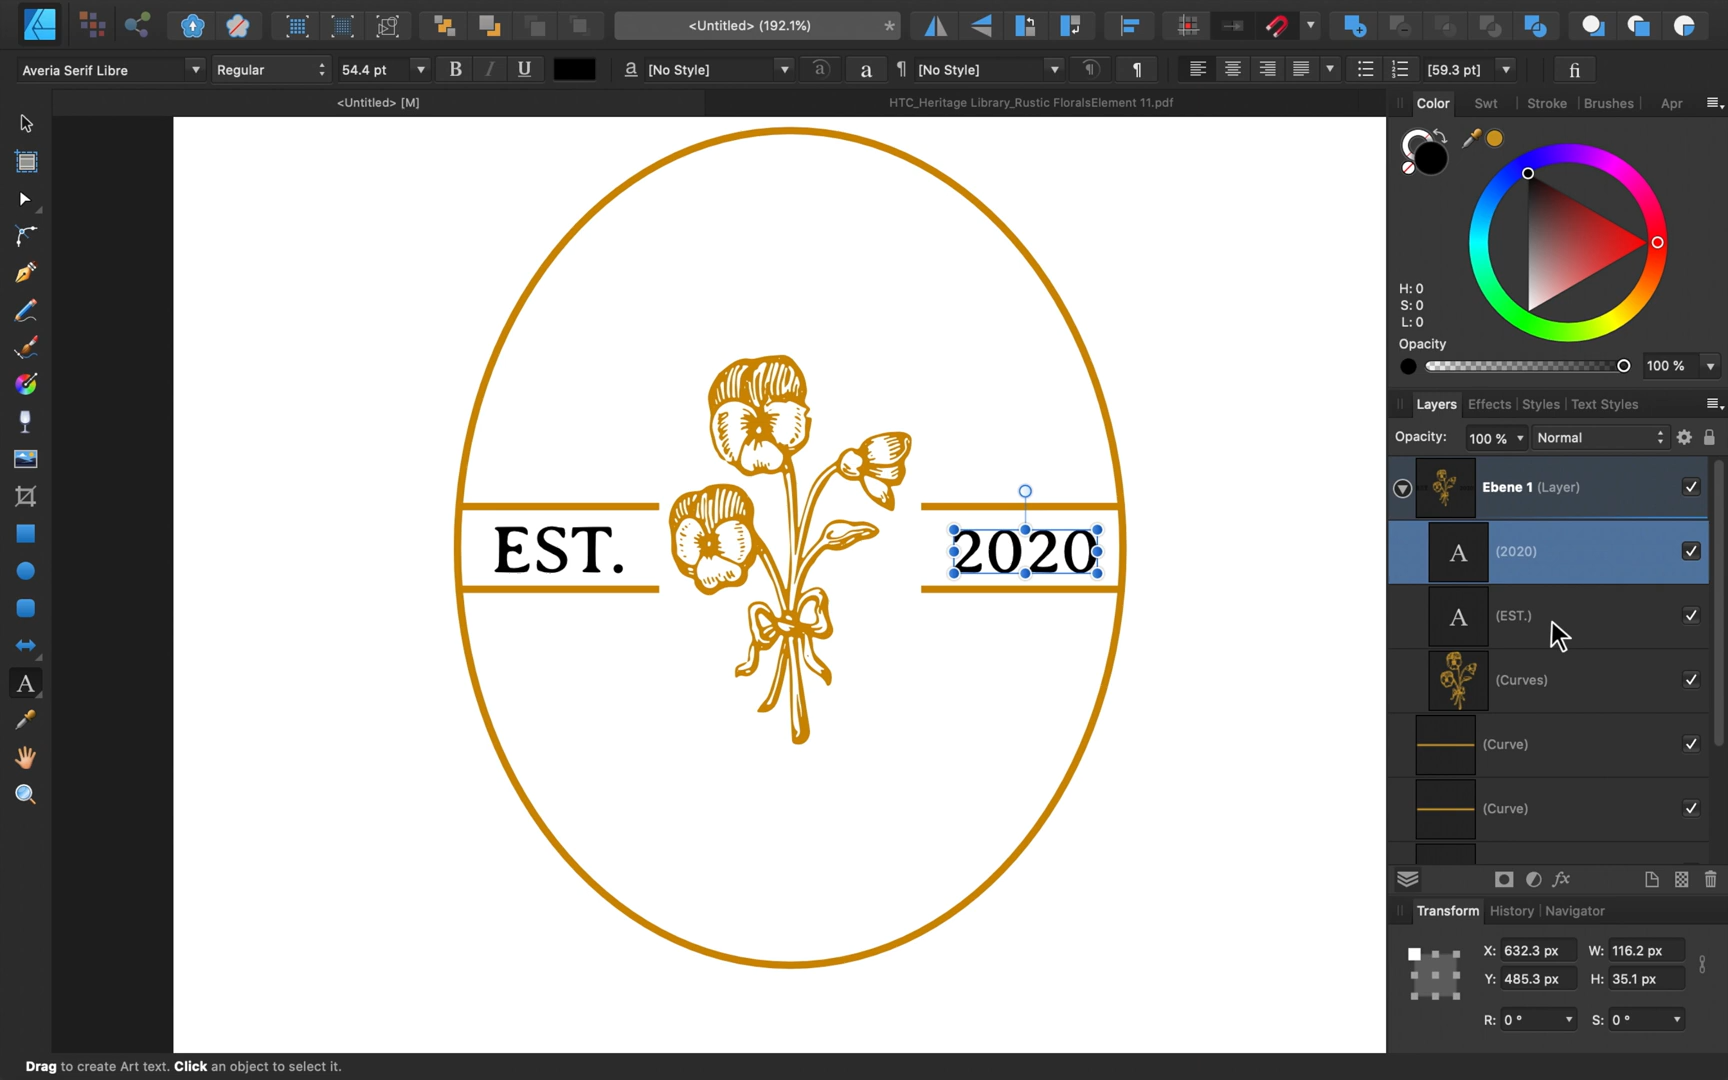 <Untitled> (192.1%)
*
Averia Serif Libre
Regular
54.4 pt
B
I
U
a
[No Style]
a
a
¶
[No Style]
¶
¶
[59.3 pt]
fi
<Untitled> [M]
HTC_Heritage Library_Rustic FloralsElement 11.pdf
Color
Swt
Stroke
Brushes
Apr
H: 0
S: 0
L: 0
Opacity
100 %
Layers
Effects
Styles
Text Styles
Opacity:
100 %
Normal
Ebene 1 (Layer)
A
(2020)
A
(EST.)
(Curves)
(Curve)
(Curve)
fx
Transform
History
Navigator
X: 632.3 px
W: 116.2 px
Y: 485.3 px
H: 35.1 px
R: 0 °
S: 0 °
EST.
2020
A
Drag to create Art text. Click an object to select it.